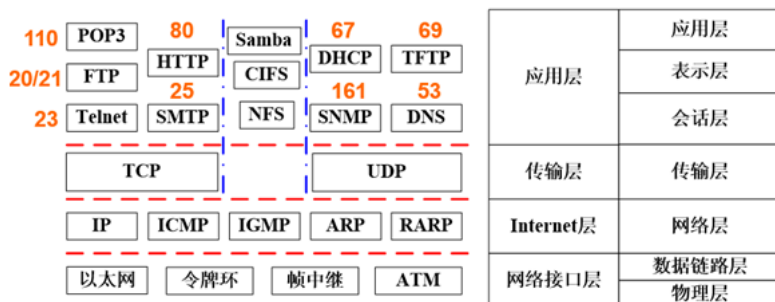 110 POP3 80 Samba 67 69
HTTP DHCP TFTP
20/21 FTP CIFS
25 161 53
23 Telnet SMTP NFS SNMP DNS
TCP UDP
IP ICMP IGMP ARP RARP
以太网 令牌环 帧中继 ATM
应用层 应用层
表示层
会话层
传输层 传输层
Internet层 网络层
网络接口层 数据链路层
物理层